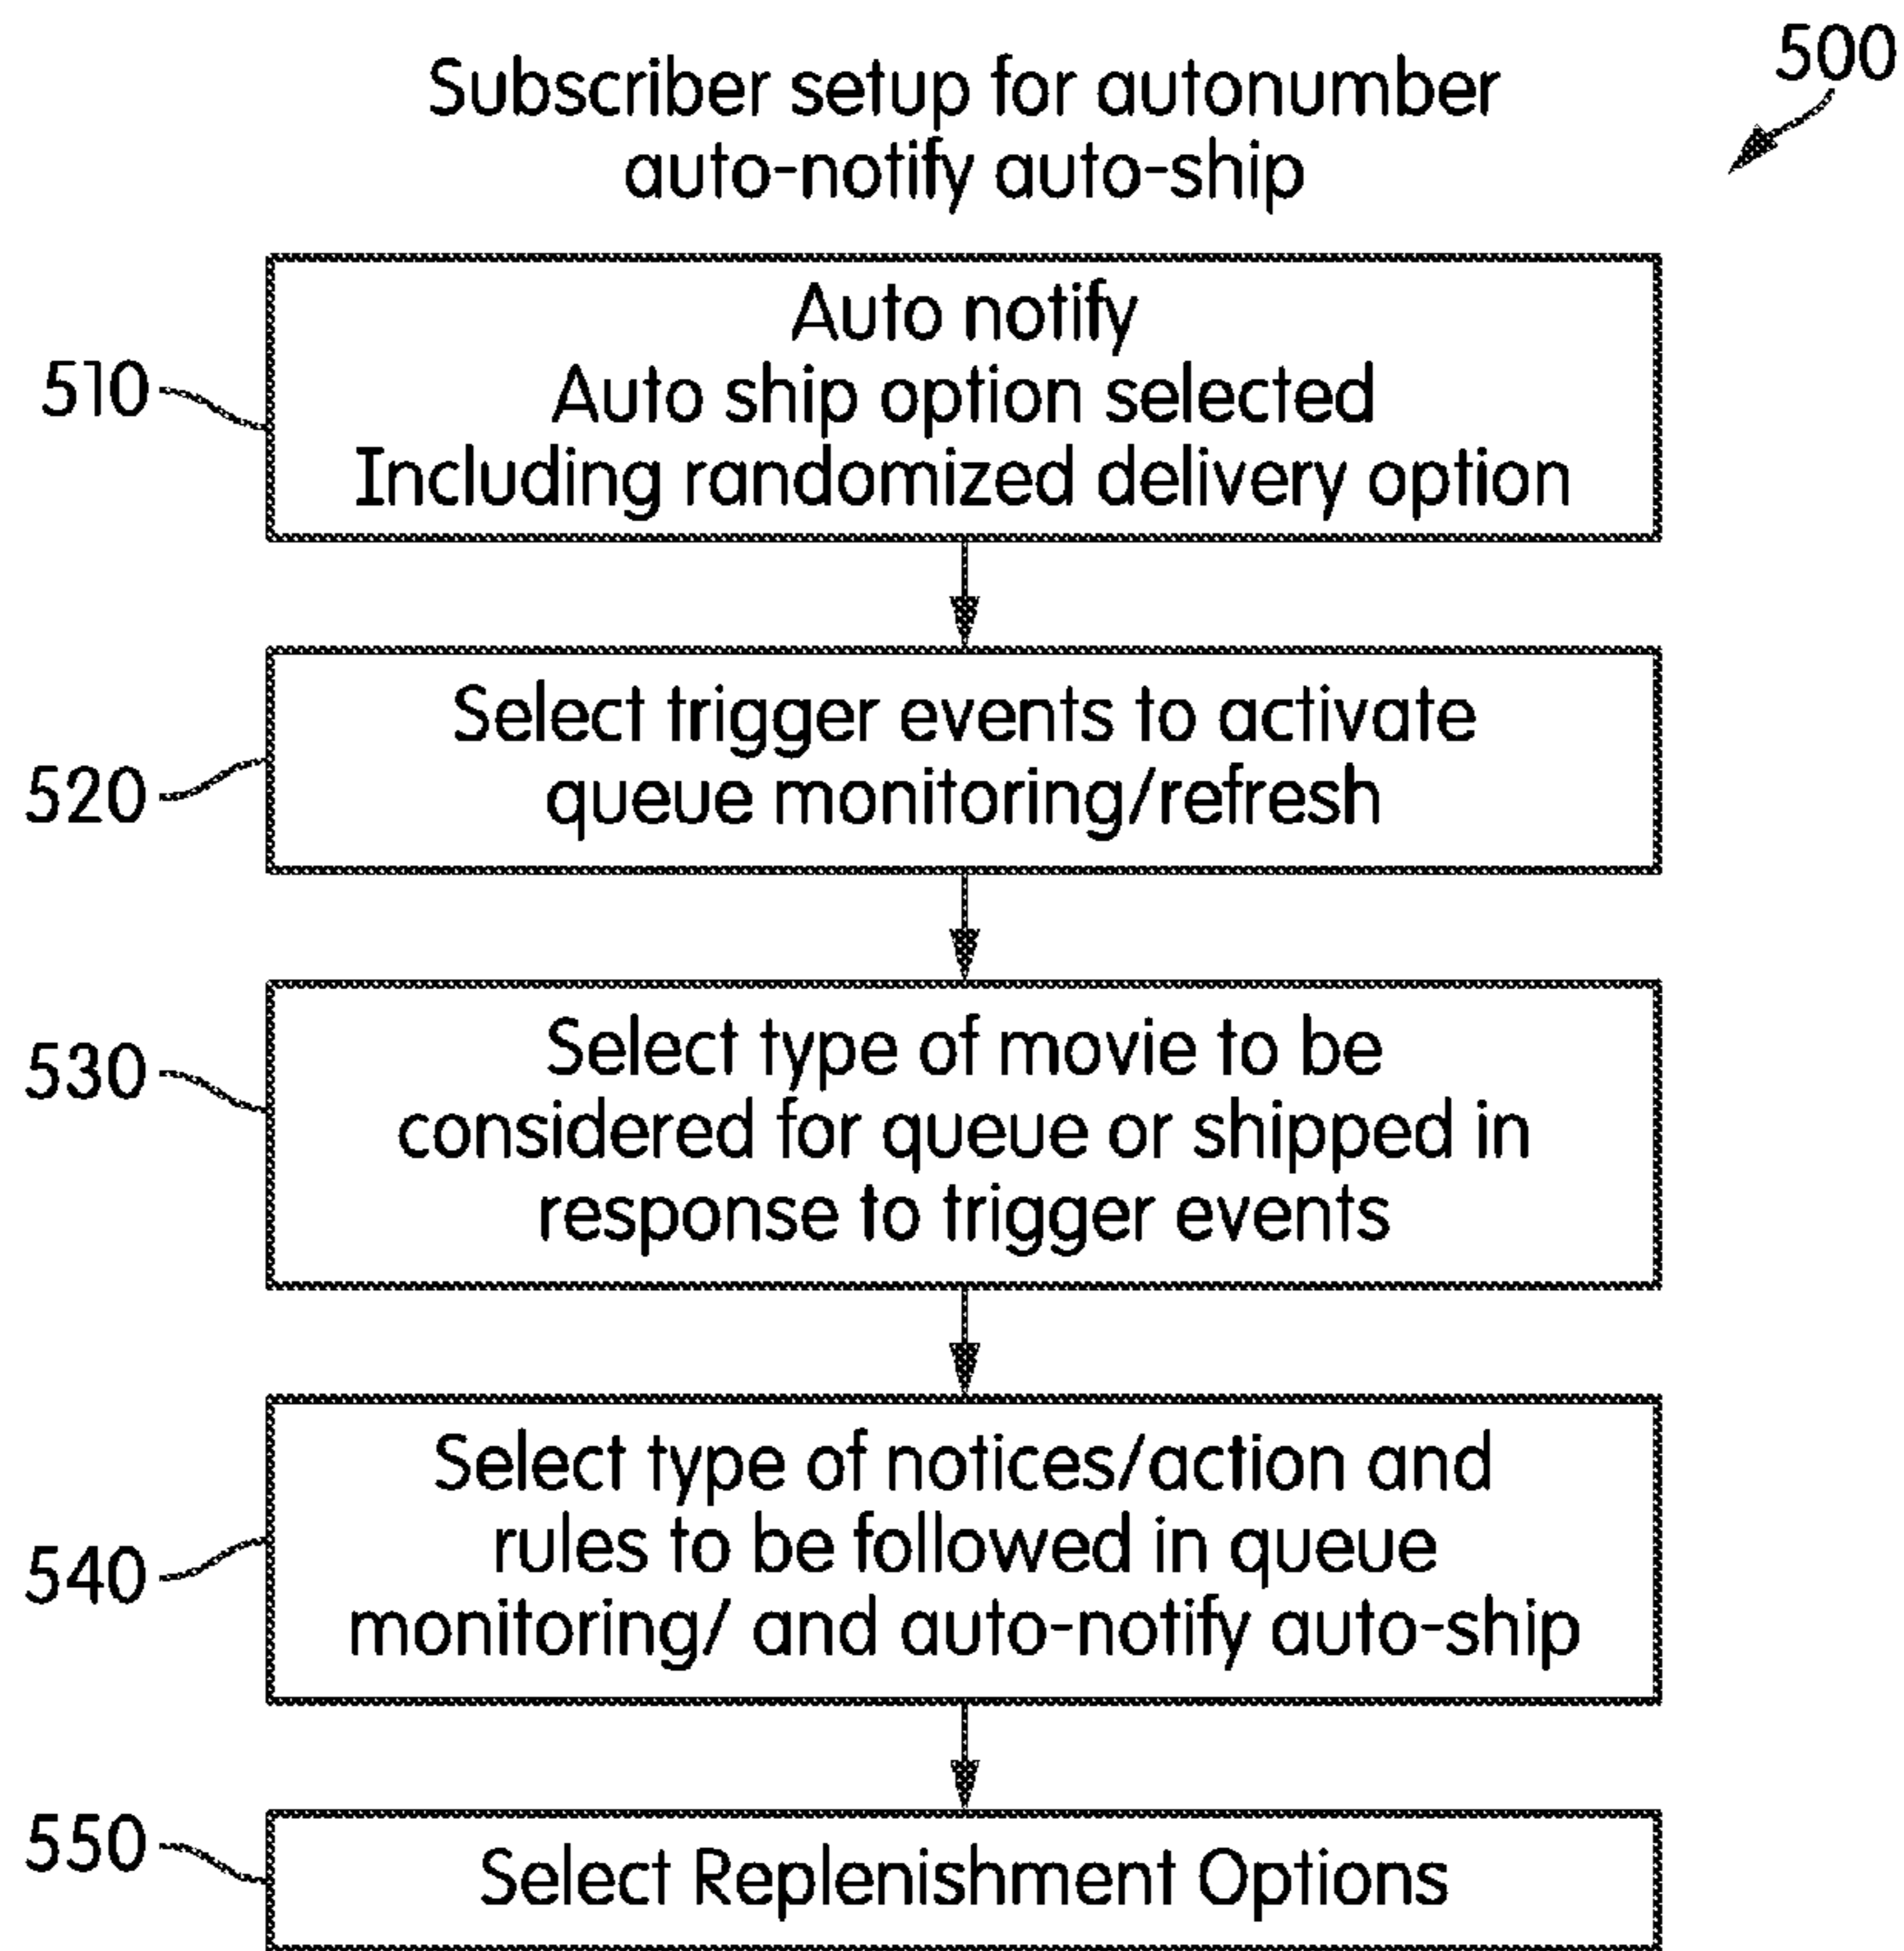 500
Subscriber setup for autonumber
auto-notify auto-ship
510
Auto notify
Auto ship option selected
Including randomized delivery option
520
Select trigger events to activate
queue monitoring/refresh
530
Select type of movie to be
considered for queue or shipped in
response to trigger events
540
Select type of notices/action and
rules to be followed in queue
monitoring/ and auto-notify auto-ship
550
Select Replenishment Options